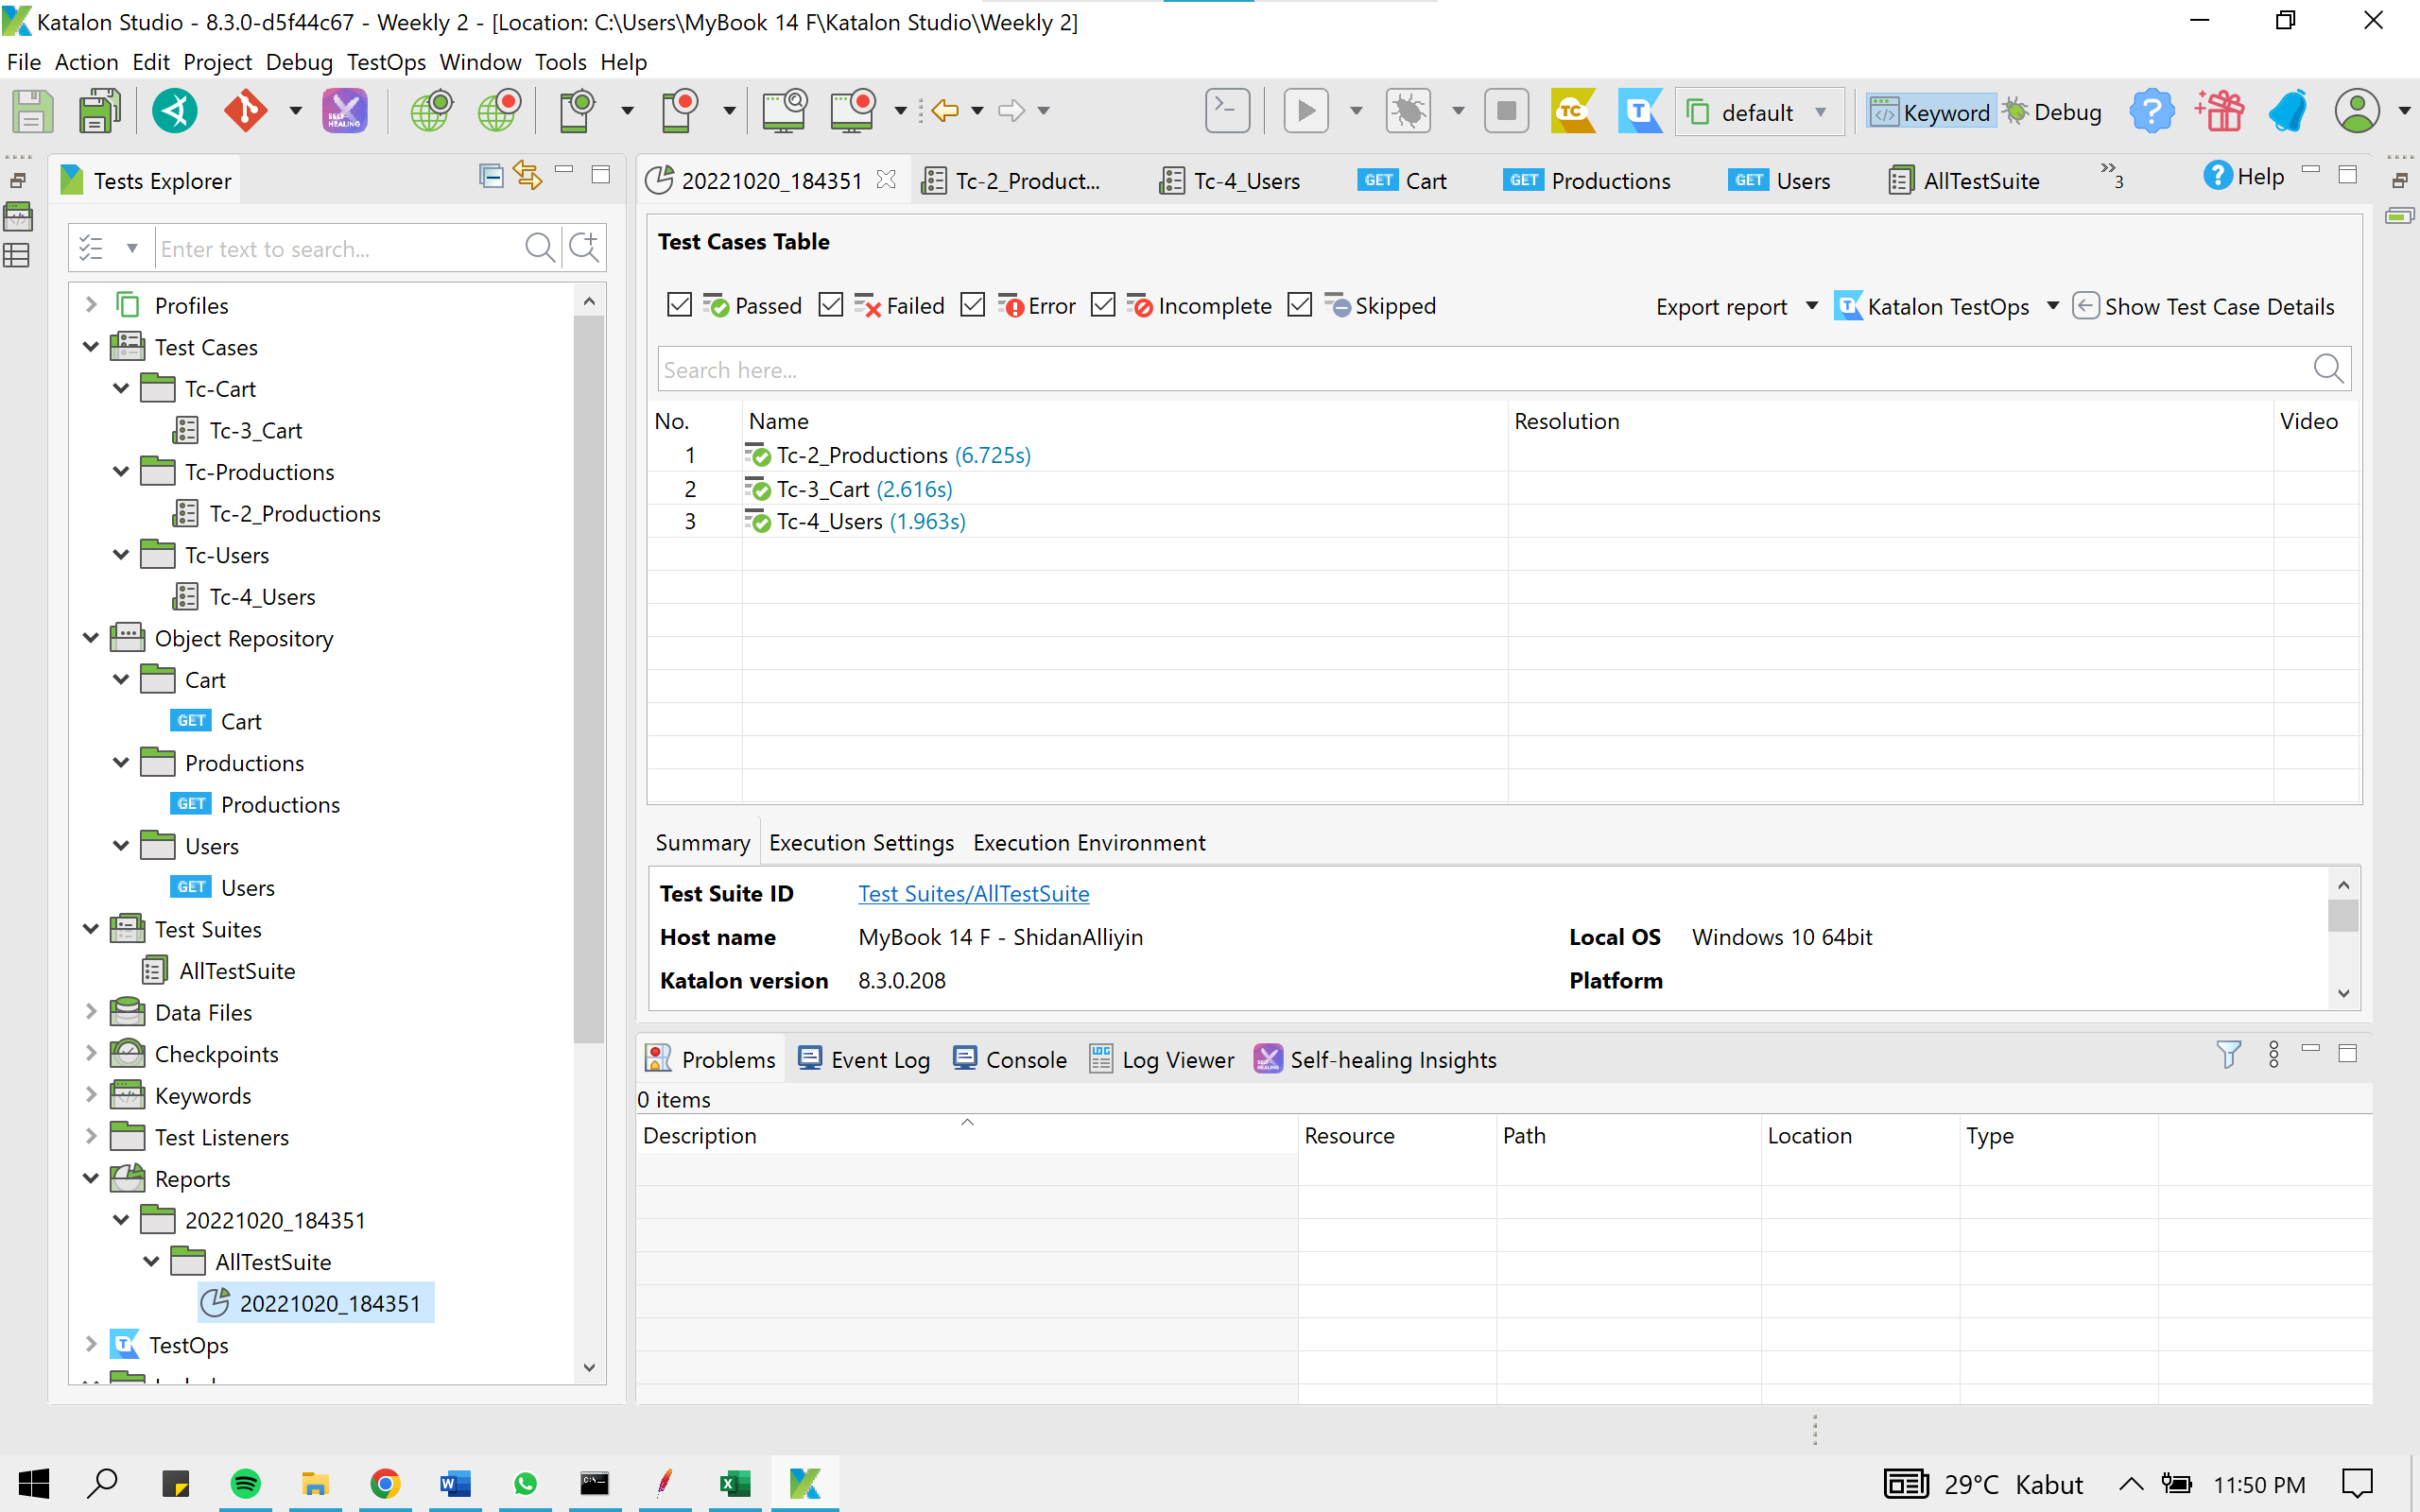 Katalon Studio - 8.3.0-d5f44c67 - Weekly 2 - [Location: C:\Users\MyBook 14 F\Katalon Studio\Weekly 2]
File Action Edit Project Debug TestOps Window Tools Help
SELF-HEALING TC T default Keyword Debug
Tests Explorer
Enter text to search...
Profiles
Test Cases
Tc-Cart
Tc-3_Cart
Tc-Productions
Tc-2_Productions
Tc-Users
Tc-4_Users
Object Repository
Cart
GET Cart
Productions
GET Productions
Users
GET Users
Test Suites
AllTestSuite
Data Files
Checkpoints
Keywords
Test Listeners
Reports
20221020_184351
AllTestSuite
20221020_184351
TestOps
20221020_184351 Tc-2_Product... Tc-4_Users GET Cart GET Productions GET Users AllTestSuite »3 Help
Test Cases Table
Passed Failed Error Incomplete Skipped Export report Katalon TestOps Show Test Case Details
Search here...
No. Name Resolution Video
1 Tc-2_Productions (6.725s)
2 Tc-3_Cart (2.616s)
3 Tc-4_Users (1.963s)
Summary Execution Settings Execution Environment
Test Suite ID Test Suites/AllTestSuite
Host name MyBook 14 F - ShidanAlliyin Local OS Windows 10 64bit
Katalon version 8.3.0.208 Platform
Problems Event Log Console LOG Log Viewer Self-healing Insights
0 items
Description Resource Path Location Type
29°C Kabut 11:50 PM